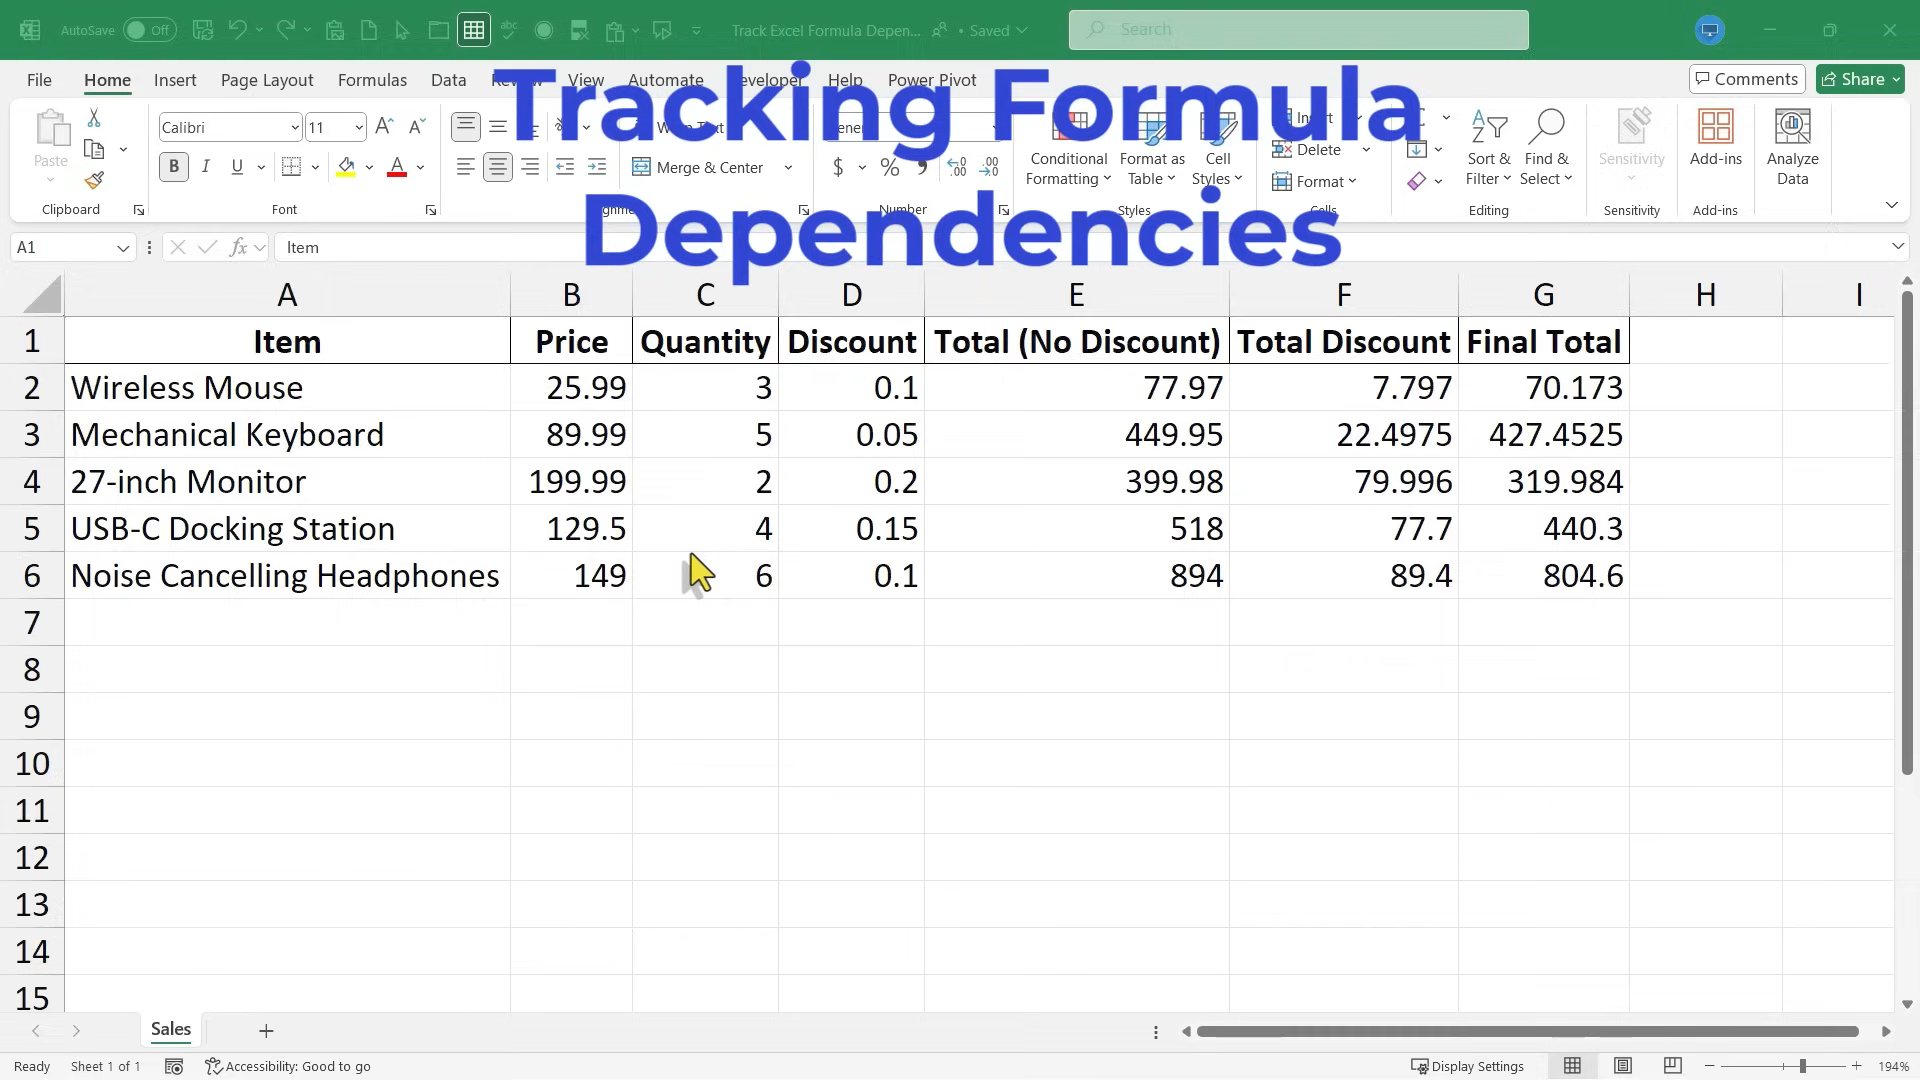 AutoSave Off Track Excel Formula Depen... • Saved Search
File Home Insert Page Layout Formulas Data View Automate Developer Help Power Pivot Comments Share
Tracking Formula
Dependencies
Paste
Calibri 11
B I U
Merge & Center
$ % 9
Conditional Formatting
Format as Table
Cell Styles
Insert
Delete
Format
Sort & Filter
Find & Select
Sensitivity
Add-ins
Analyze Data
Clipboard Font Number Styles Cells Editing Sensitivity Add-ins
A1 fx Item
A B C D E F G H I
1 Item Price Quantity Discount Total (No Discount) Total Discount Final Total
2 Wireless Mouse 25.99 3 0.1 77.97 7.797 70.173
3 Mechanical Keyboard 89.99 5 0.05 449.95 22.4975 427.4525
4 27-inch Monitor 199.99 2 0.2 399.98 79.996 319.984
5 USB-C Docking Station 129.5 4 0.15 518 77.7 440.3
6 Noise Cancelling Headphones 149 6 0.1 894 89.4 804.6
7
8
9
10
11
12
13
14
15
Sales
Ready Sheet 1 of 1 Accessibility: Good to go Display Settings 194%